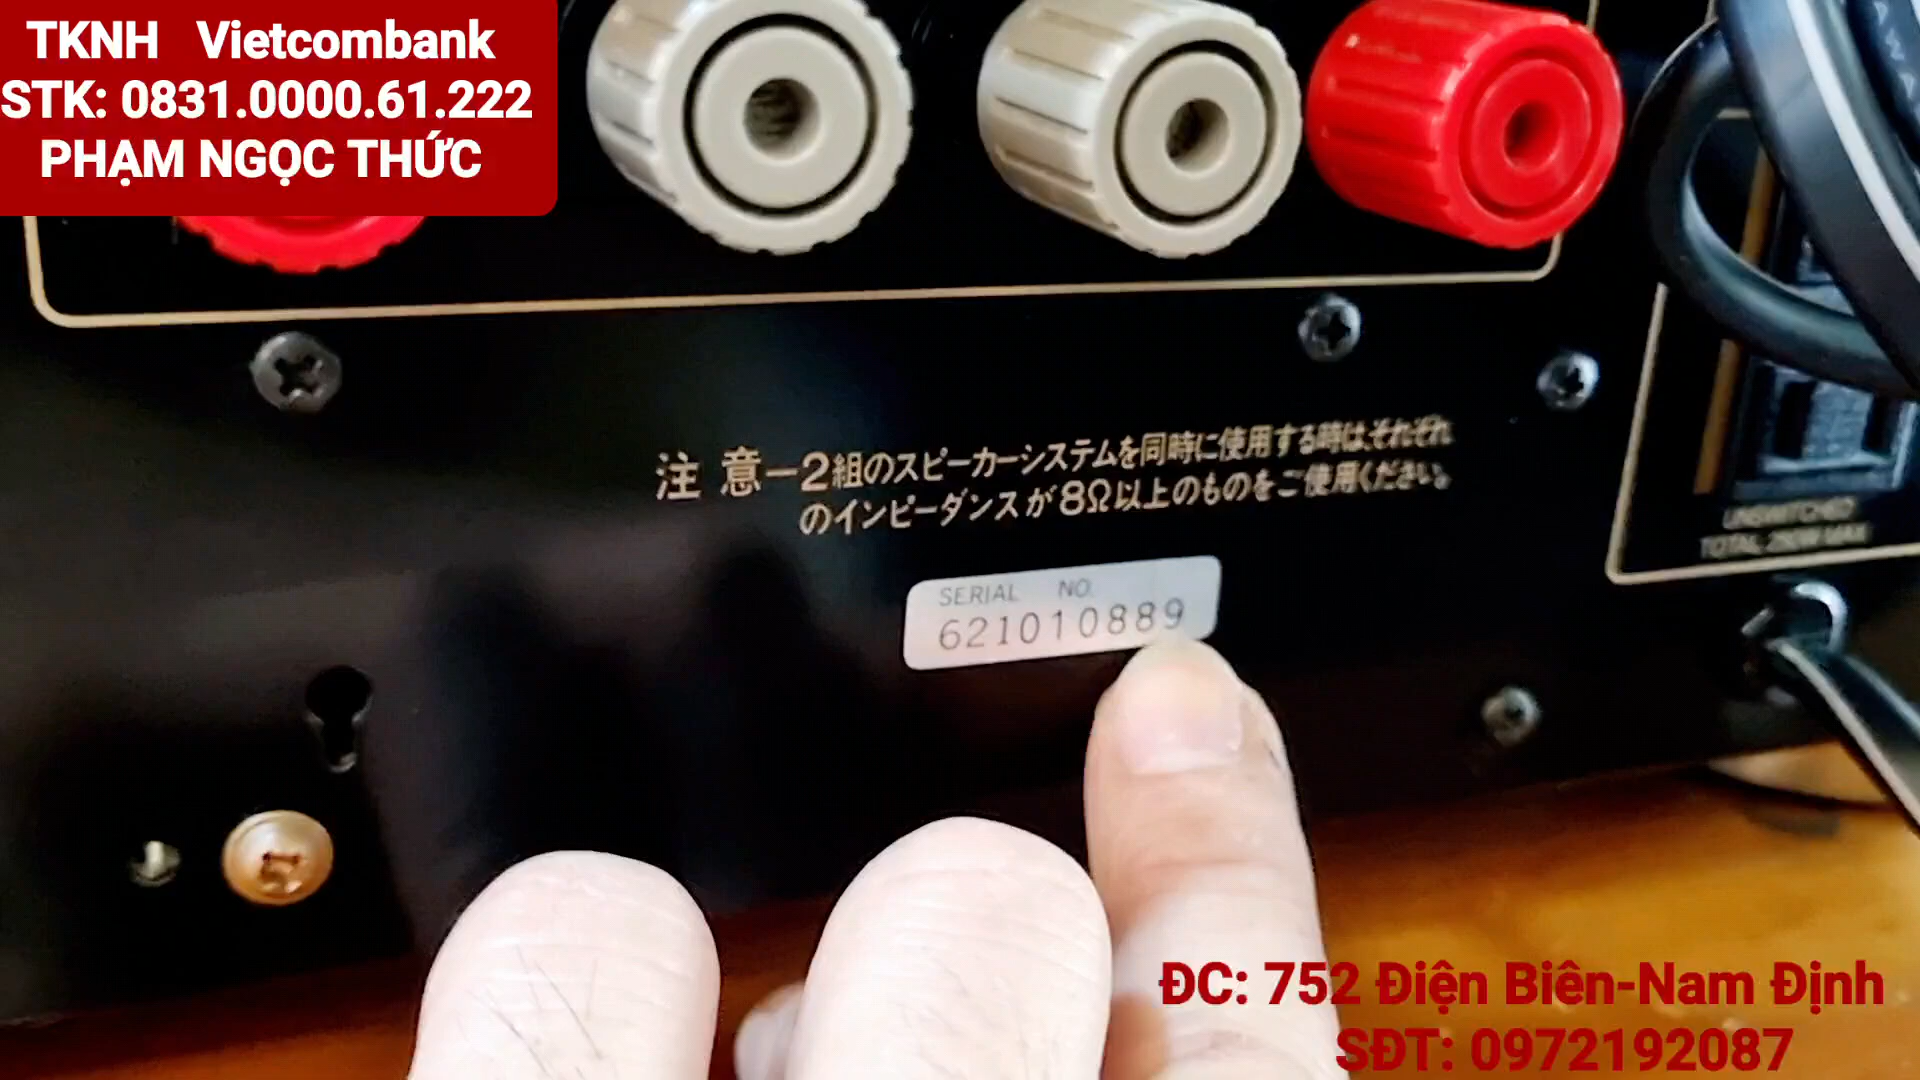 TKNH Vietcombank
STK: 0831.0000.61.222
PHẠM NGỌC THỨC
注 意ー2組のスピーカーシステムを同時に使用する時は、それぞれ
のインピーダンスが8Ω以上のものをご使用ください。
SERIAL NO.
621010889
UNSWITCHED
TOTAL 250W MAX
ĐC: 752 Điện Biên-Nam Định
SĐT: 0972192087